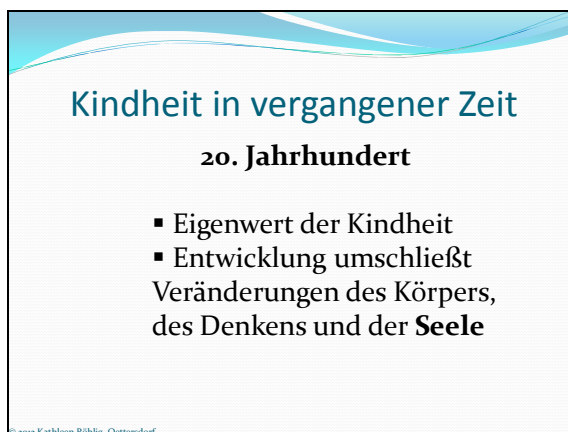 Kindheit in vergangener Zeit
20. Jahrhundert
▪ Eigenwert der Kindheit
▪ Entwicklung umschließt
Veränderungen des Körpers,
des Denkens und der Seele
Kathleen